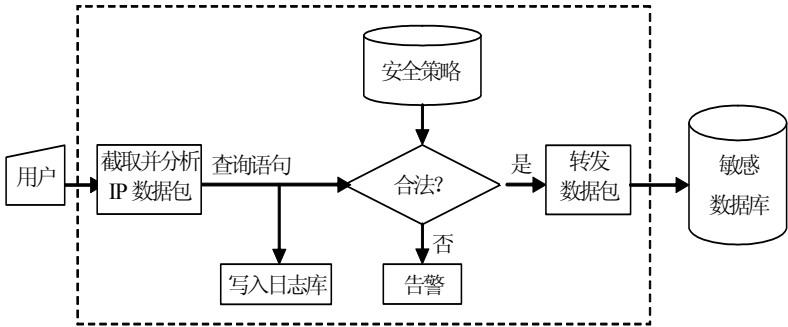 安全策略
用户
截取并分析
IP 数据包
查询语句
合法?
是
转发
数据包
敏感
数据库
否
写入日志库
告警